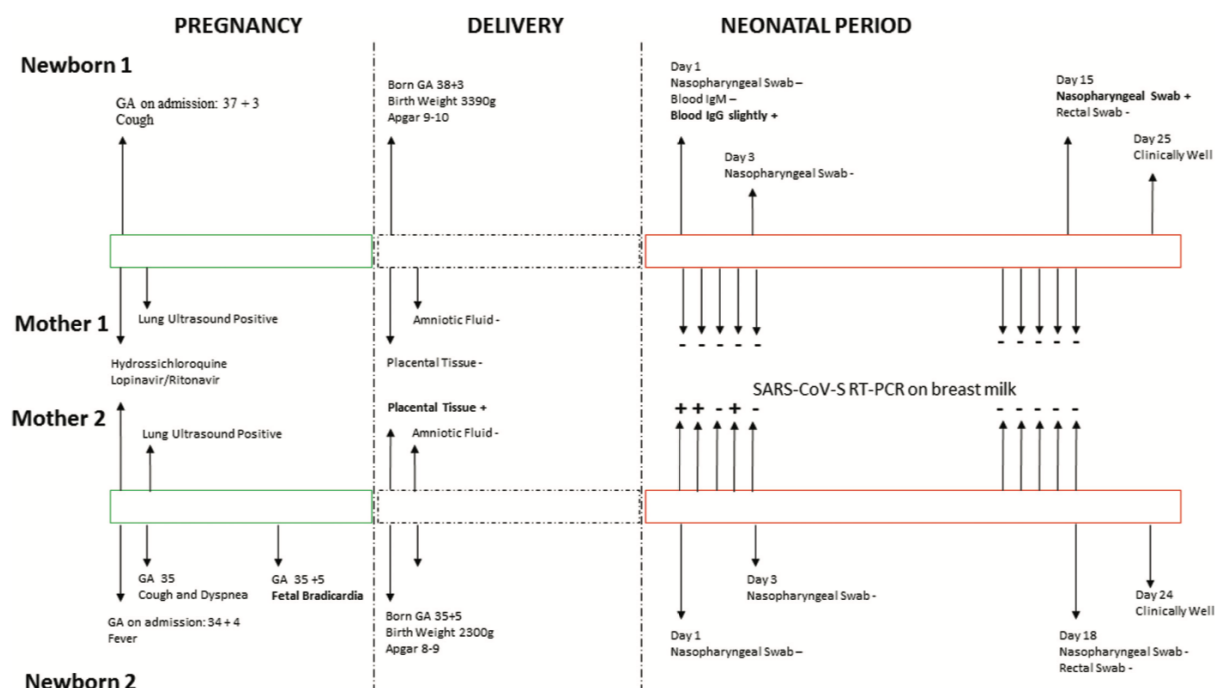 PREGNANCY
DELIVERY
NEONATAL PERIOD
Newborn 1
GA on admission: 37 + 3
Cough
Born GA 38+3
Birth Weight 3390g
Apgar 9-10
Day 1
Nasopharyngeal Swab –
Blood IgM –
Blood IgG slightly +
Day 3
Nasopharyngeal Swab -
Day 15
Nasopharyngeal Swab +
Rectal Swab -
Day 25
Clinically Well
Mother 1
Lung Ultrasound Positive
Hydrossichloroquine
Lopinavir/Ritonavir
Amniotic Fluid -
Placental Tissue -
- - - - -
- - - - -
SARS-CoV-S RT-PCR on breast milk
Mother 2
Lung Ultrasound Positive
Placental Tissue +
Amniotic Fluid -
+ + - + -
- - - - -
GA 35
Cough and Dyspnea
GA on admission: 34 + 4
Fever
GA 35 +5
Fetal Bradicardia
Born GA 35+5
Birth Weight 2300g
Apgar 8-9
Day 1
Nasopharyngeal Swab –
Day 3
Nasopharyngeal Swab -
Day 18
Nasopharyngeal Swab -
Rectal Swab -
Day 24
Clinically Well
Newborn 2